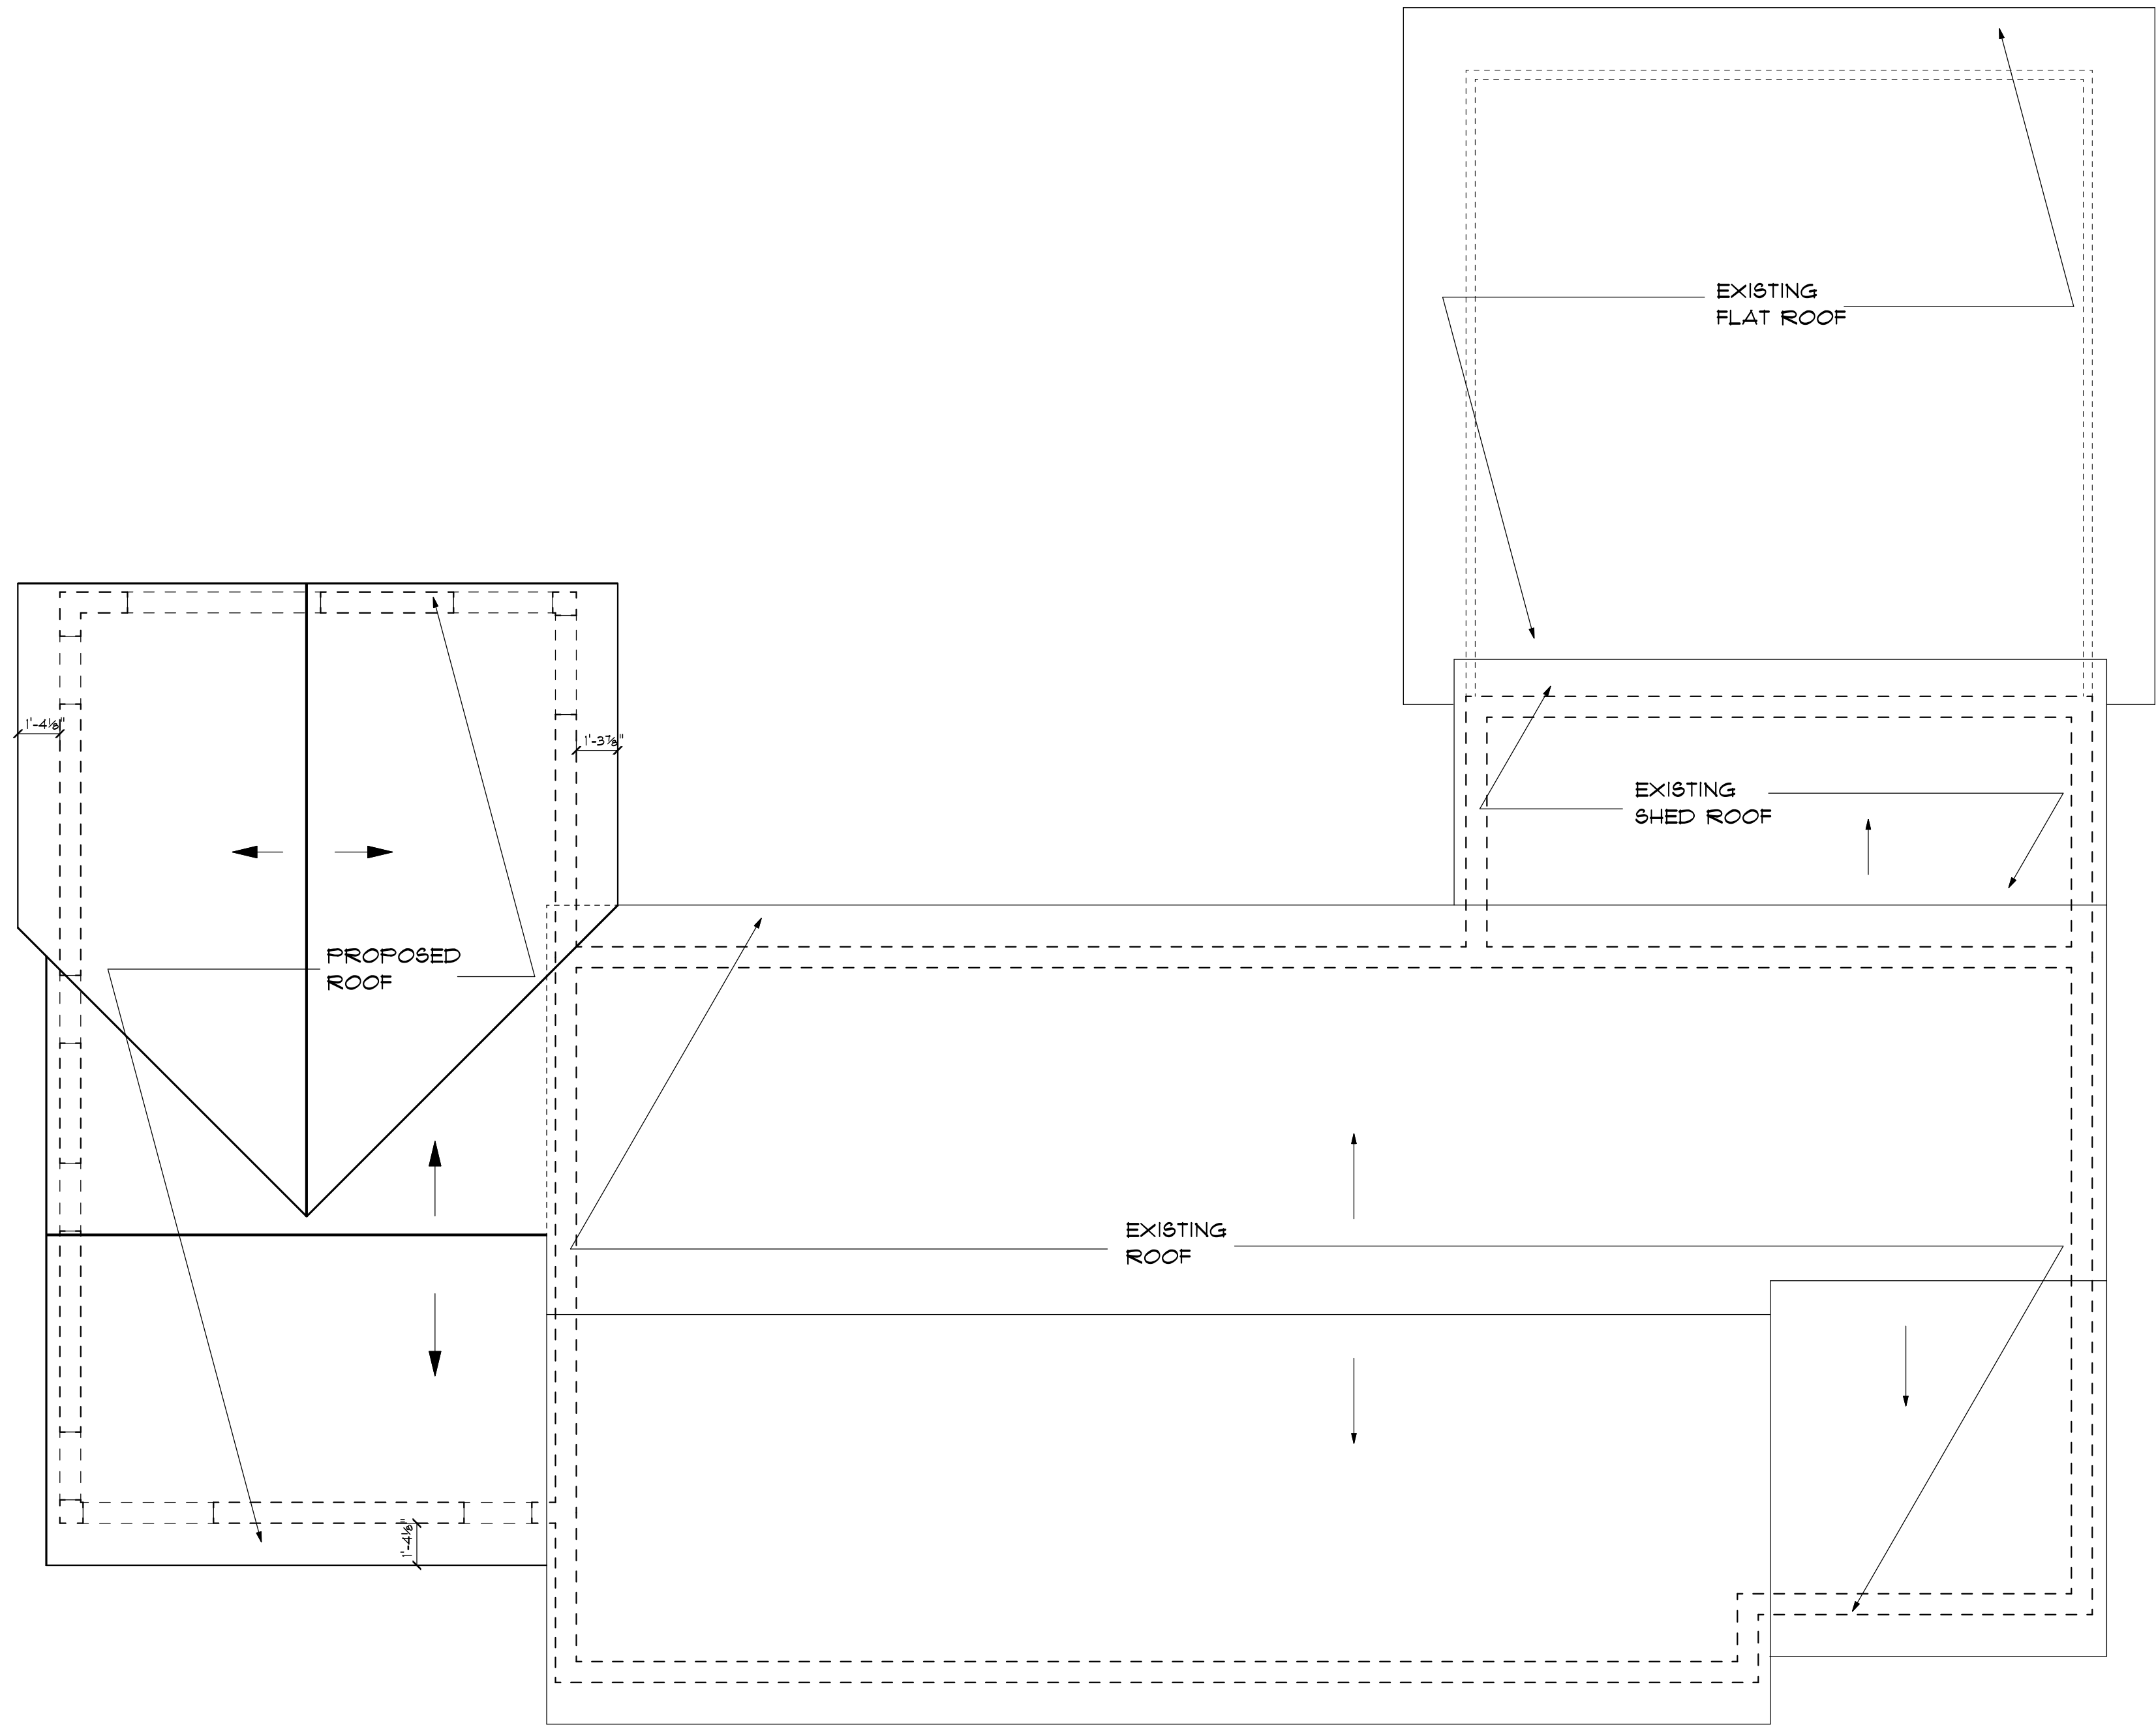 EXISTING
FLAT ROOF
1'-4⅛"
1'-3⅞"
EXISTING
SHED ROOF
PROPOSED
ROOF
EXISTING
ROOF
1'-4⅛"